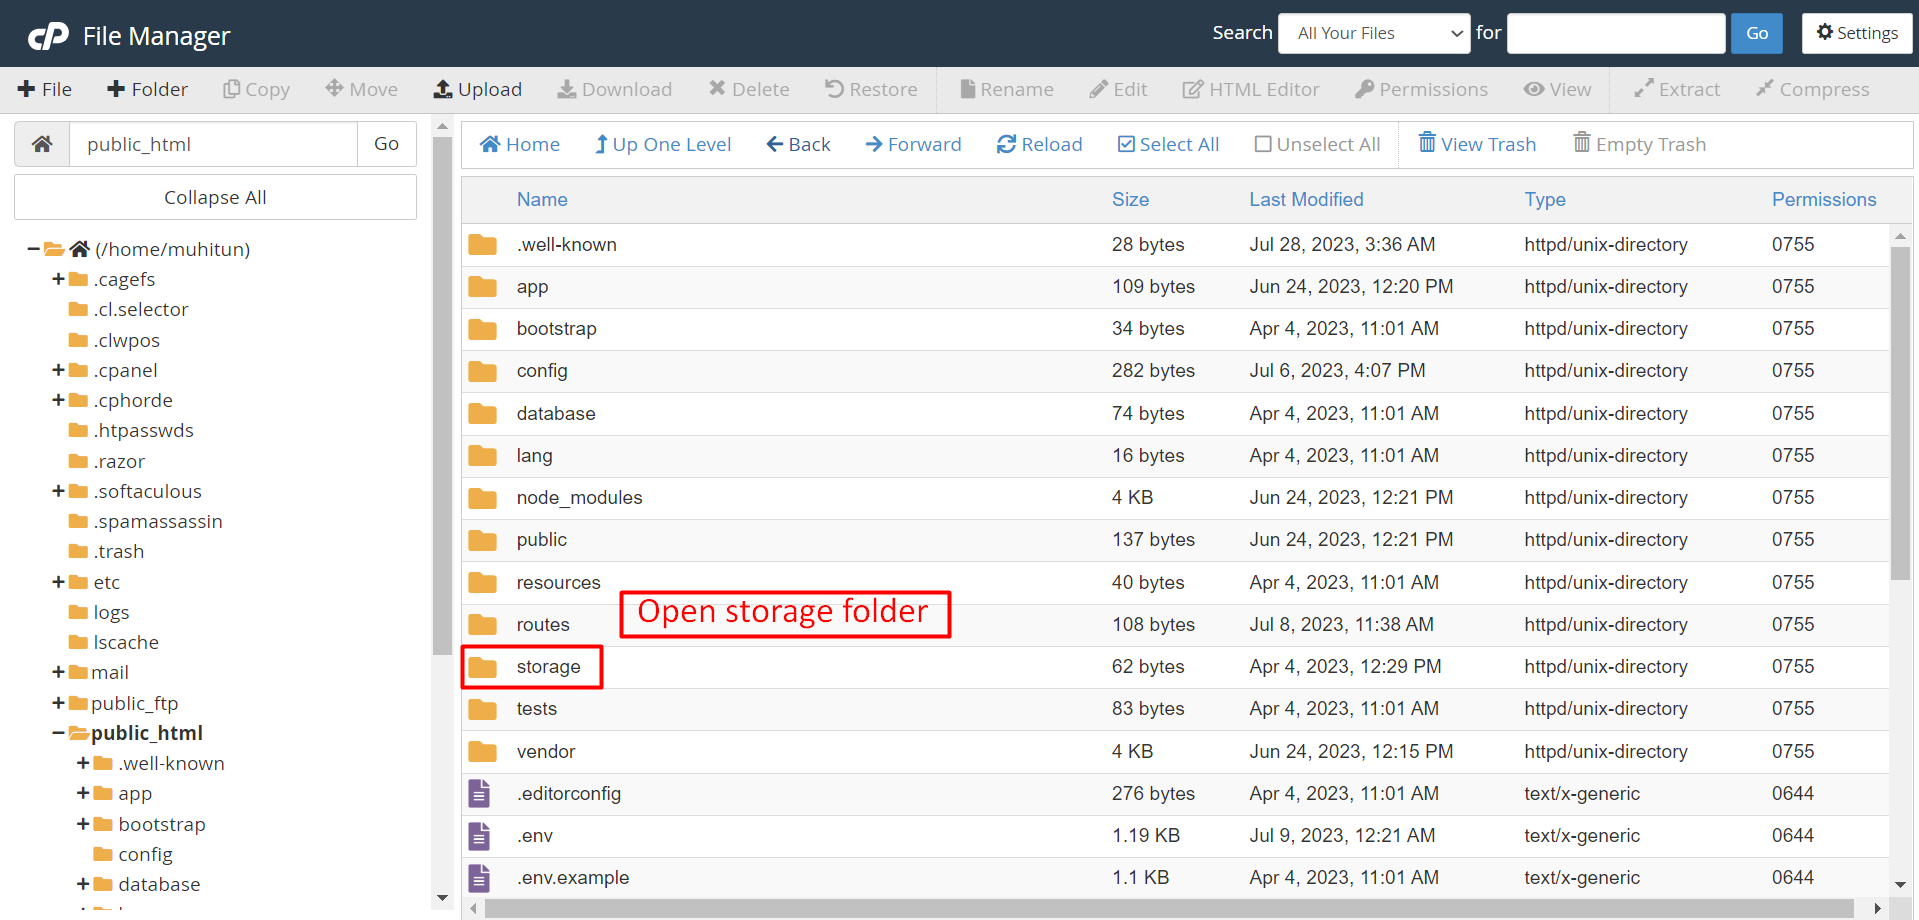 cP File Manager Search All Your Files for Go Settings
File Folder Copy Move Upload Download Delete Restore Rename Edit HTML Editor Permissions View Extract Compress
public_html Go
Collapse All
(/home/muhitun)
.cagefs
.cl.selector
.clwpos
.cpanel
.cphorde
.htpasswds
.razor
.softaculous
.spamassassin
.trash
etc
logs
lscache
mail
public_ftp
public_html
.well-known
app
bootstrap
config
database
Home Up One Level Back Forward Reload Select All Unselect All View Trash Empty Trash
Name Size Last Modified Type Permissions
.well-known 28 bytes Jul 28, 2023, 3:36 AM httpd/unix-directory 0755
app 109 bytes Jun 24, 2023, 12:20 PM httpd/unix-directory 0755
bootstrap 34 bytes Apr 4, 2023, 11:01 AM httpd/unix-directory 0755
config 282 bytes Jul 6, 2023, 4:07 PM httpd/unix-directory 0755
database 74 bytes Apr 4, 2023, 11:01 AM httpd/unix-directory 0755
lang 16 bytes Apr 4, 2023, 11:01 AM httpd/unix-directory 0755
node_modules 4 KB Jun 24, 2023, 12:21 PM httpd/unix-directory 0755
public 137 bytes Jun 24, 2023, 12:21 PM httpd/unix-directory 0755
resources 40 bytes Apr 4, 2023, 11:01 AM httpd/unix-directory 0755
Open storage folder
routes 108 bytes Jul 8, 2023, 11:38 AM httpd/unix-directory 0755
storage 62 bytes Apr 4, 2023, 12:29 PM httpd/unix-directory 0755
tests 83 bytes Apr 4, 2023, 11:01 AM httpd/unix-directory 0755
vendor 4 KB Jun 24, 2023, 12:15 PM httpd/unix-directory 0755
.editorconfig 276 bytes Apr 4, 2023, 11:01 AM text/x-generic 0644
.env 1.19 KB Jul 9, 2023, 12:21 AM text/x-generic 0644
.env.example 1.1 KB Apr 4, 2023, 11:01 AM text/x-generic 0644